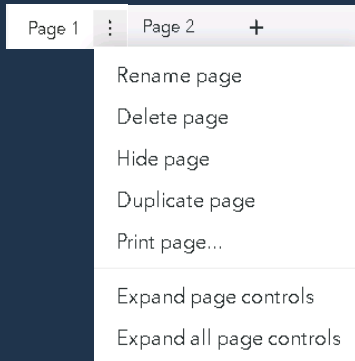 Page 1 ⋮ Page 2 +
Rename page
Delete page
Hide page
Duplicate page
Print page...
Expand page controls
Expand all page controls